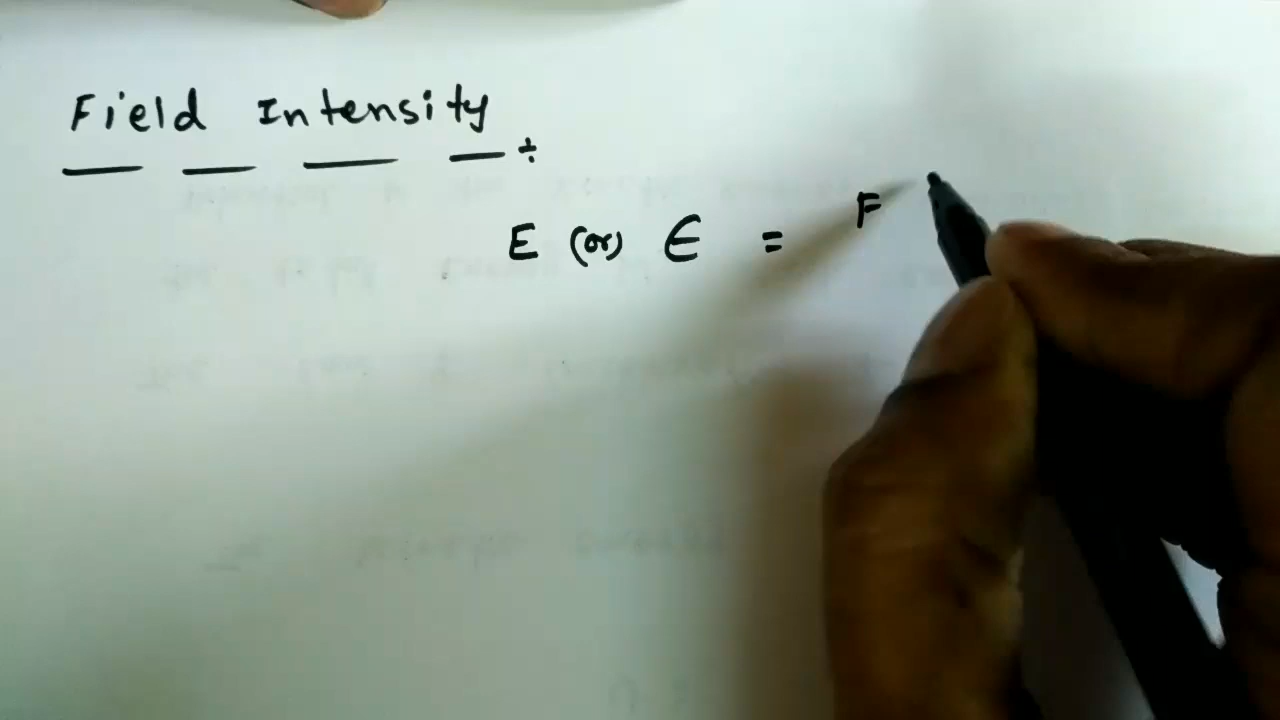 Field Intensity ÷
E (or) ∈ = F